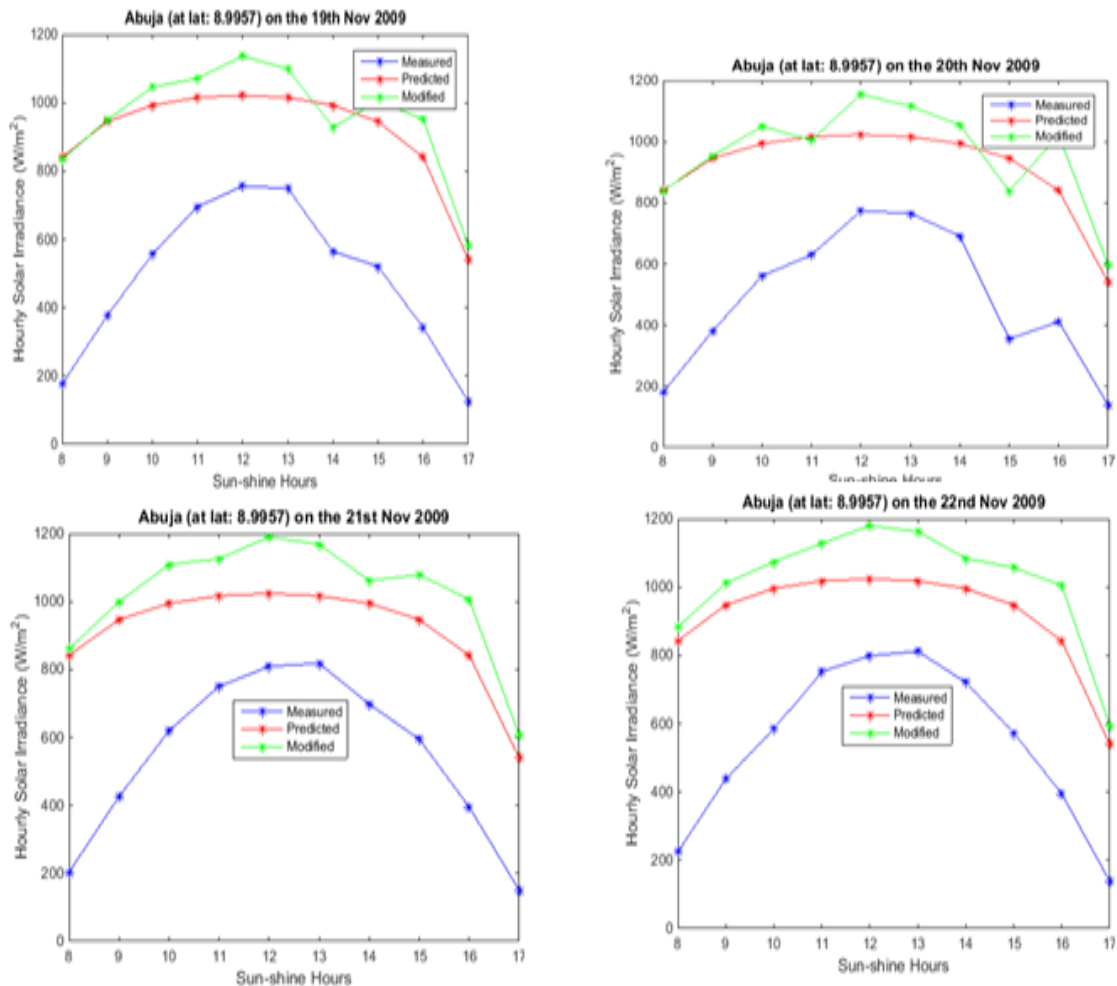 Abuja (at lat: 8.9957) on the 19th Nov 2009
1200
1000
800
600
400
200
0
Hourly Solar Irradiance (W/m²)
Measured
Predicted
Modified
8 9 10 11 12 13 14 15 16 17
Sun-shine Hours
Abuja (at lat: 8.9957) on the 20th Nov 2009
1200
1000
800
600
400
200
0
Hourly Solar Irradiance (W/m²)
Measured
Predicted
Modified
8 9 10 11 12 13 14 15 16 17
Sun-shine Hours
Abuja (at lat: 8.9957) on the 21st Nov 2009
1200
1000
800
600
400
200
0
Hourly Solar Irradiance (W/m²)
Measured
Predicted
Modified
8 9 10 11 12 13 14 15 16 17
Sun-shine Hours
Abuja (at lat: 8.9957) on the 22nd Nov 2009
1200
1000
800
600
400
200
0
Hourly Solar Irradiance (W/m²)
Measured
Predicted
Modified
8 9 10 11 12 13 14 15 16 17
Sun-shine Hours